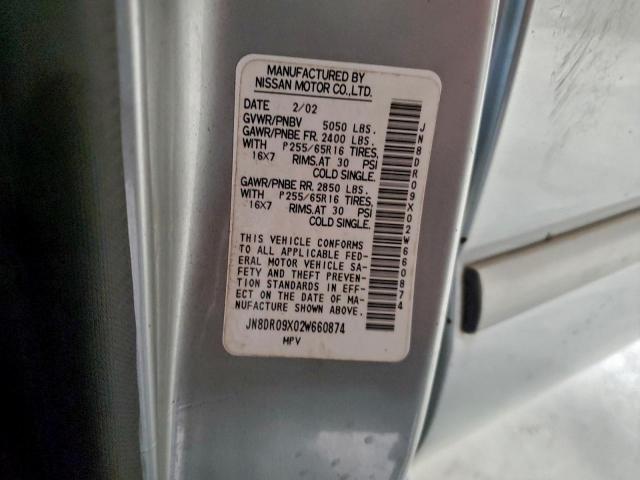 MANUFACTURED BY
NISSAN MOTOR CO., LTD.
DATE 2/02
GVWR/PNBV 5050 LBS.
GAWR/PNBE FR. 2400 LBS.
WITH P255/65R16 TIRES,
16X7 RIMS, AT 30 PSI
COLD SINGLE.
GAWR/PNBE RR. 2850 LBS.
WITH P255/65R16 TIRES,
16X7 RIMS, AT 30 PSI
COLD SINGLE.
THIS VEHICLE CONFORMS
TO ALL APPLICABLE FED-
ERAL MOTOR VEHICLE SA-
FETY AND THEFT PREVEN-
TION STANDARDS IN EFF-
ECT ON THE DATE OF MA-
NUFACTURE SHOWN ABOVE.
JN8DR09X02W660874
MPV
JN8DR09X02W660874